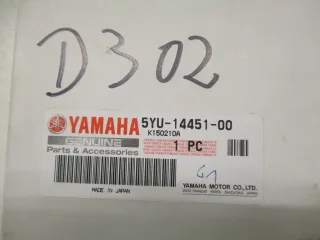 D302
YAMAHA
5YU-14451-00
K150210A
GENUINE
Parts & Accessories
1 PC
MADE IN JAPAN
YAMAHA MOTOR CO.,LTD.